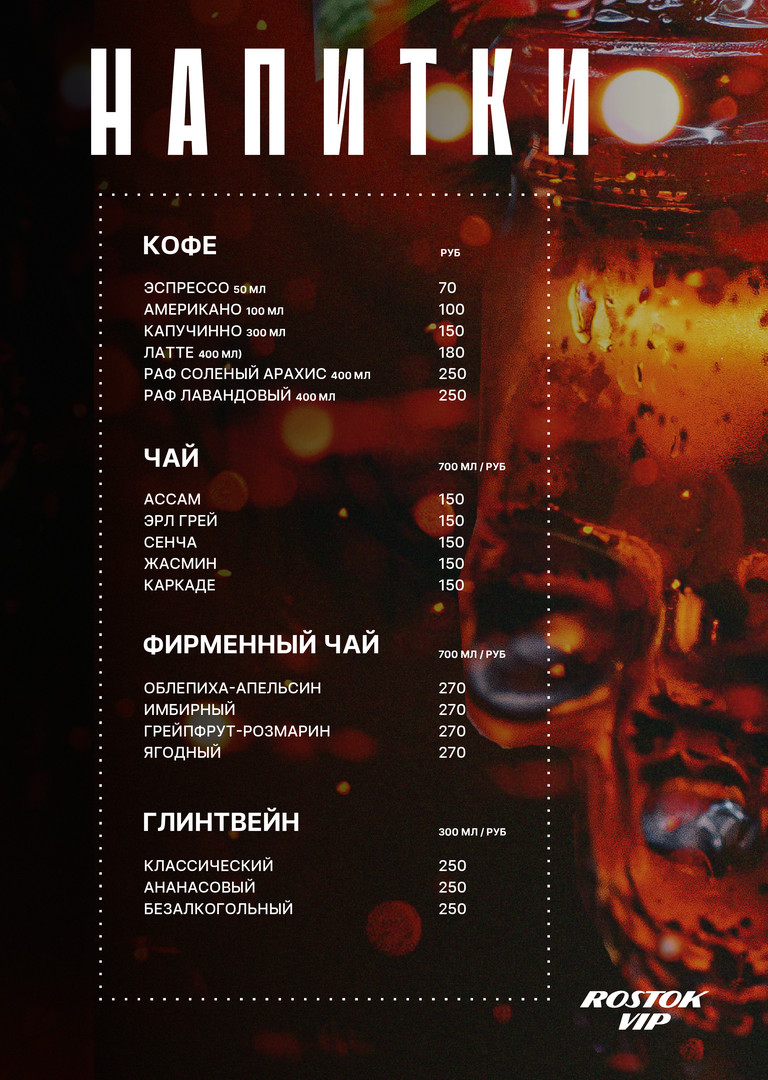 НАПИТКИ
КОФЕ РУБ
ЭСПРЕССО 50 МЛ 70
АМЕРИКАНО 100 МЛ 100
КАПУЧИННО 300 МЛ 150
ЛАТТЕ 400 МЛ) 180
РАФ СОЛЕНЫЙ АРАХИС 400 МЛ 250
РАФ ЛАВАНДОВЫЙ 400 МЛ 250
ЧАЙ 700 МЛ / РУБ
АССАМ 150
ЭРЛ ГРЕЙ 150
СЕНЧА 150
ЖАСМИН 150
КАРКАДЕ 150
ФИРМЕННЫЙ ЧАЙ 700 МЛ / РУБ
ОБЛЕПИХА-АПЕЛЬСИН 270
ИМБИРНЫЙ 270
ГРЕЙПФРУТ-РОЗМАРИН 270
ЯГОДНЫЙ 270
ГЛИНТВЕЙН 300 МЛ / РУБ
КЛАССИЧЕСКИЙ 250
АНАНАСОВЫЙ 250
БЕЗАЛКОГОЛЬНЫЙ 250
ROSTOK
VIP